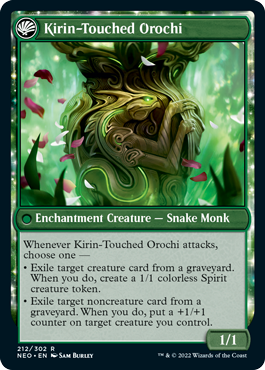 Kirin-Touched Orochi
Enchantment Creature — Snake Monk
Whenever Kirin-Touched Orochi attacks,
choose one —
• Exile target creature card from a graveyard.
When you do, create a 1/1 colorless Spirit
creature token.
• Exile target noncreature card from a
graveyard. When you do, put a +1/+1
counter on target creature you control.
1/1
212/302 R
NEO • EN SAM BURLEY
™ & © 2022 Wizards of the Coast